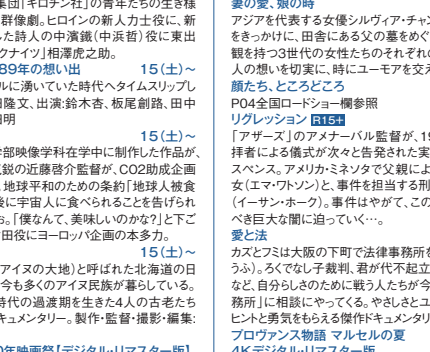 集団「ギロチン社」の青年たちの生き様
群像劇。ヒロインの新人力士役に、新
した詩人の中濱鐵(中浜哲)役に東出
クナイツ」相澤虎之助。
89年の想い出 15(土)～
ルに湧いていた時代へタイムスリップし
隆文、出演:鈴木杏、板尾創路、田中
明
15(土)～
部映像学科在学中に制作した作品が、
鋭の近藤啓介監督が、CO2助成企画
地球平和のための条約「地球人被食
後に宇宙人に食べられることを告げられ
お。「僕なんて、美味しいのかな?」と下ご
田役にヨーロッパ企画の本多力。
15(土)～
アイヌの大地)と呼ばれた北海道の日
今も多くのアイヌ民族が暮らしている。
時代の過渡期を生きた4人の古老たち
キュメンタリー。製作・監督・撮影・編集:
年映画祭【デジタル・リマスター版】
妻の愛、娘の時
アジアを代表する女優シルヴィア・チャン
をきっかけに、田舎にある父の墓をめぐ
観を持つ3世代の女性たちのそれぞれの
人の想いを切実に、時にユーモアを交え
顔たち、ところどころ
P04全国ロードショー欄参照
リグレッション R15+
「アザーズ」のアメナーバル監督が、19
拝者による儀式が次々と告発された実
スペンス。アメリカ・ミネソタで父親によ
女(エマ・ワトソン)と、事件を担当する刑
(イーサン・ホーク)。事件はやがて、この
べき巨大な闇に迫っていく…。
愛と法
カズとフミは大阪の下町で法律事務所を
うふ)。ろくでなし子裁判、君が代不起立
など、自分らしさのために戦う人たちが今
務所」に相談にやってくる。やさしさとユ
ヒントと勇気をもらえる傑作ドキュメンタリ
プロヴァンス物語 マルセルの夏
4Kデジタルリマスター版